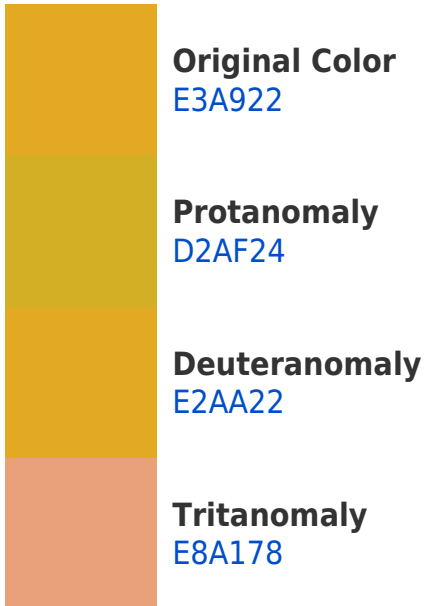 Original Color
E3A922
Protanomaly
D2AF24
Deuteranomaly
E2AA22
Tritanomaly
E8A178